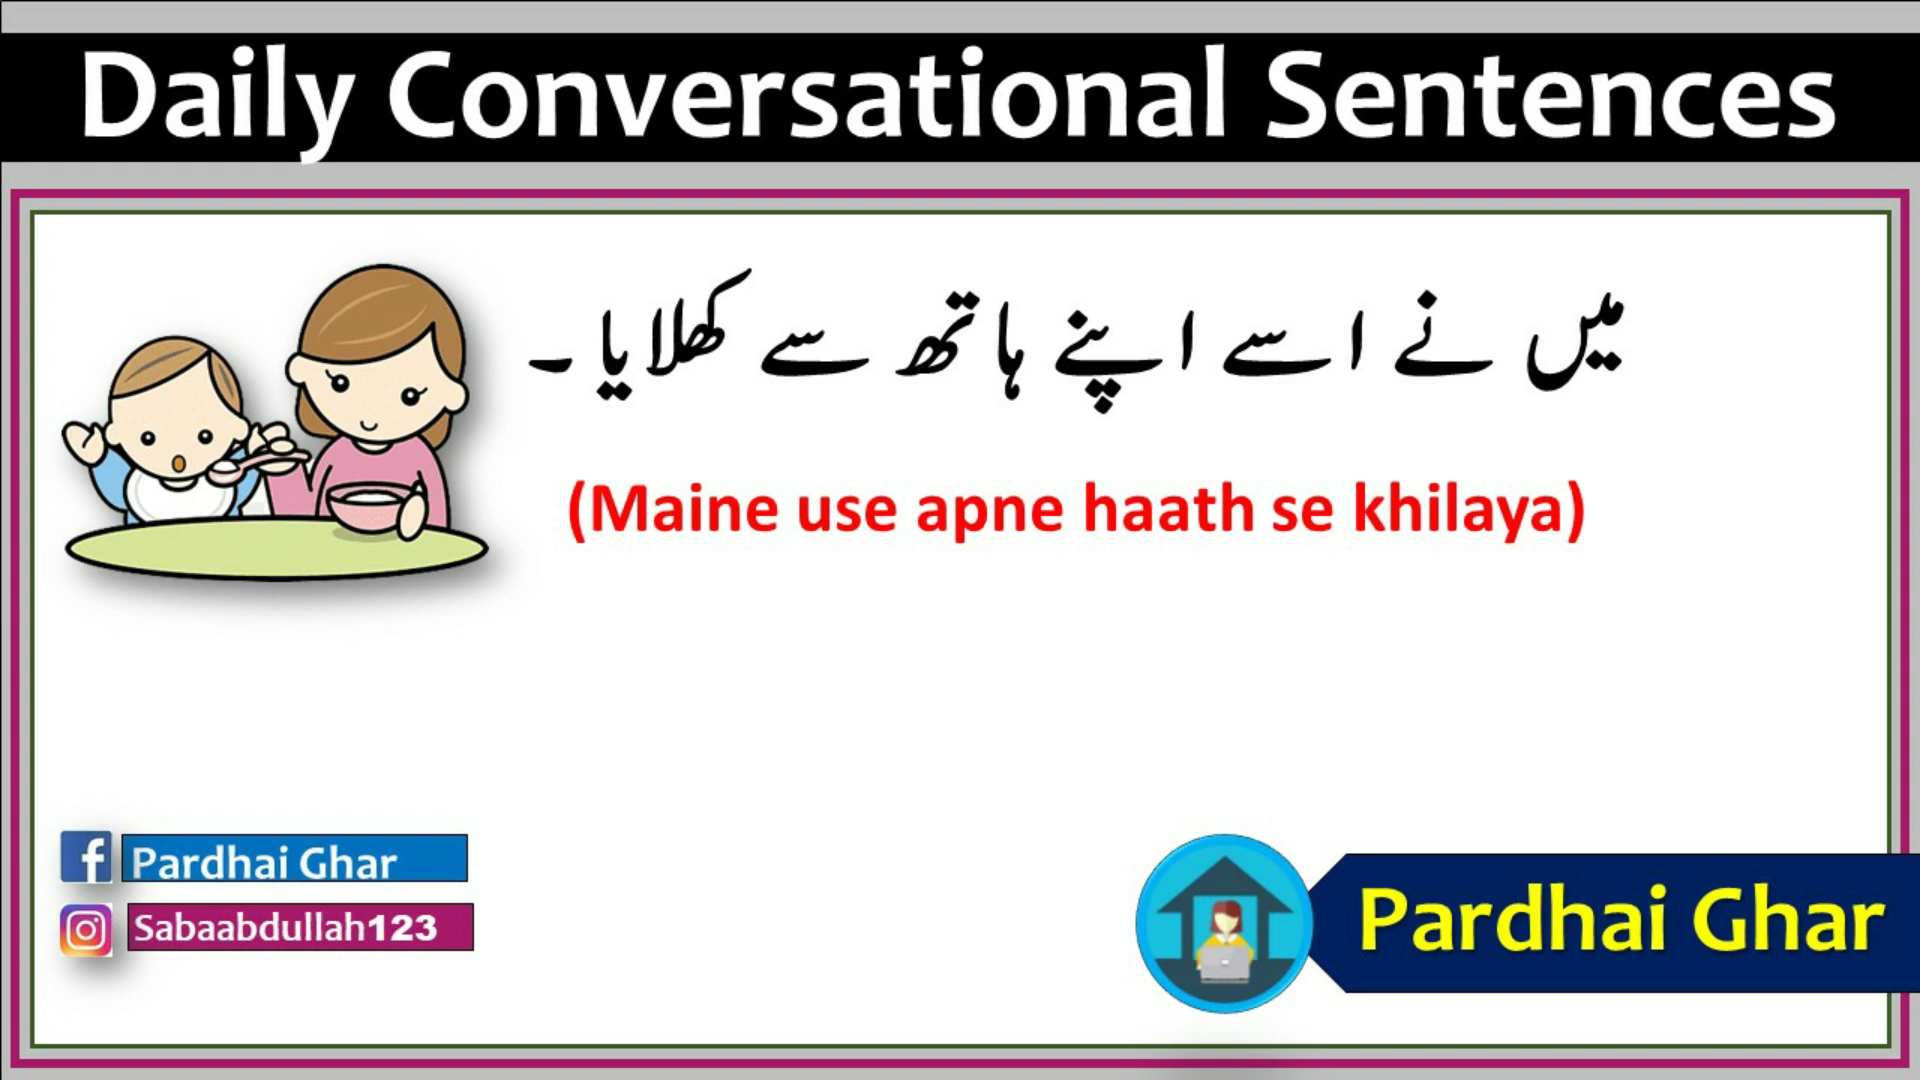 Daily Conversational Sentences
میں نے اسے اپنے ہاتھ سے کھلایا ۔
(Maine use apne haath se khilaya)
Pardhai Ghar
Sabaabdullah123
Pardhai Ghar